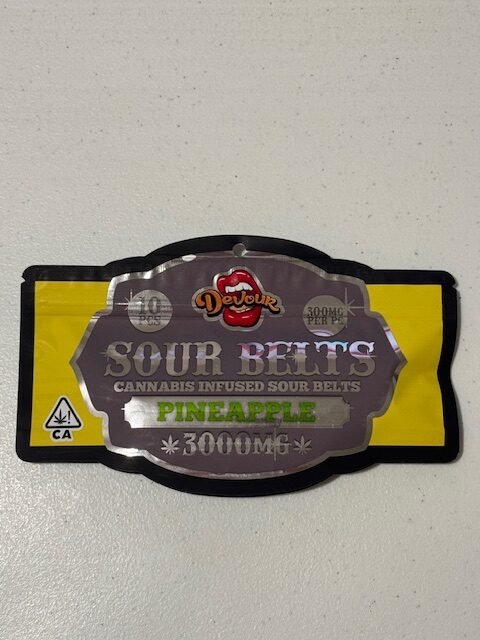 DeVour
10
PCS
300MG
PER PC
SOUR BELTS
CANNABIS INFUSED SOUR BELTS
PINEAPPLE
3000MG
!
CA